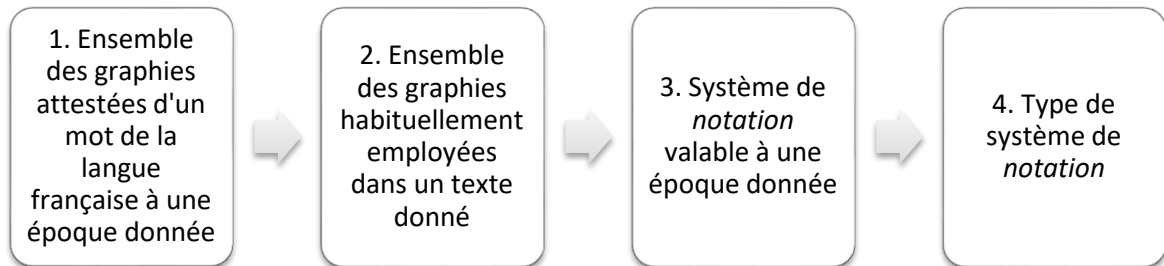 1. Ensemble
des graphies
attestées d'un
mot de la
langue
française à une
époque donnée
2. Ensemble
des graphies
habituellement
employées
dans un texte
donné
3. Système de
notation
valable à une
époque donnée
4. Type de
système de
notation